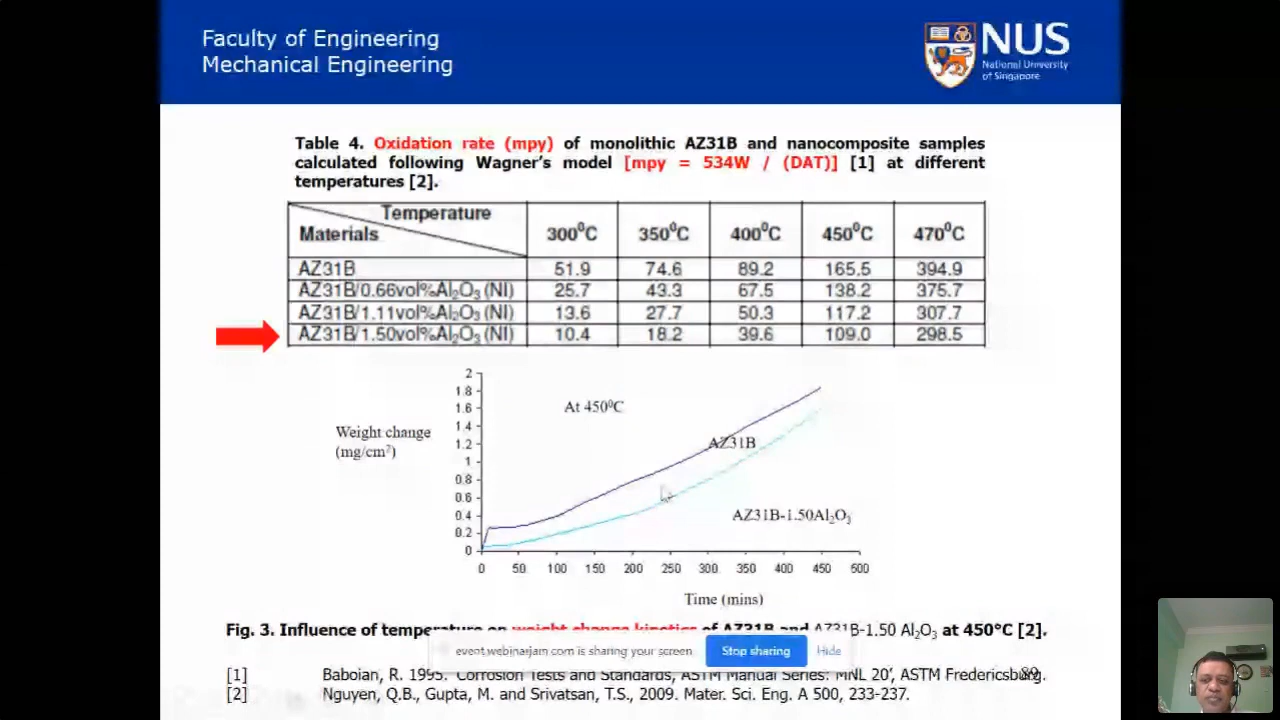 Faculty of Engineering
Mechanical Engineering
NUS
National University
of Singapore
Table 4. Oxidation rate (mpy) of monolithic AZ31B and nanocomposite samples
calculated following Wagner's model [mpy = 534W / (DAT)] [1] at different
temperatures [2].
Temperature
Materials 300⁰C 350⁰C 400⁰C 450⁰C 470⁰C
AZ31B 51.9 74.6 89.2 165.5 394.9
AZ31B/0.66vol%Al₂O₃ (NI) 25.7 43.3 67.5 138.2 375.7
AZ31B/1.11vol%Al₂O₃ (NI) 13.6 27.7 50.3 117.2 307.7
AZ31B/1.50vol%Al₂O₃ (NI) 10.4 18.2 39.6 109.0 298.5
Weight change
(mg/cm²)
2
1.8
1.6
1.4
1.2
1
0.8
0.6
0.4
0.2
0
At 450⁰C
AZ31B
AZ31B-1.50Al₂O₃
0 50 100 150 200 250 300 350 400 450 500
Time (mins)
Fig. 3. Influence of temperature on weight change kinetics of AZ31B and AZ31B-1.50 Al₂O₃ at 450°C [2].
event.webinarjam.com is sharing your screen
Stop sharing
Hide
[1] Baboian, R. 1995. Corrosion Tests and Standards, ASTM Manual Series: MNL 20', ASTM Fredericsburg.
[2] Nguyen, Q.B., Gupta, M. and Srivatsan, T.S., 2009. Mater. Sci. Eng. A 500, 233-237.